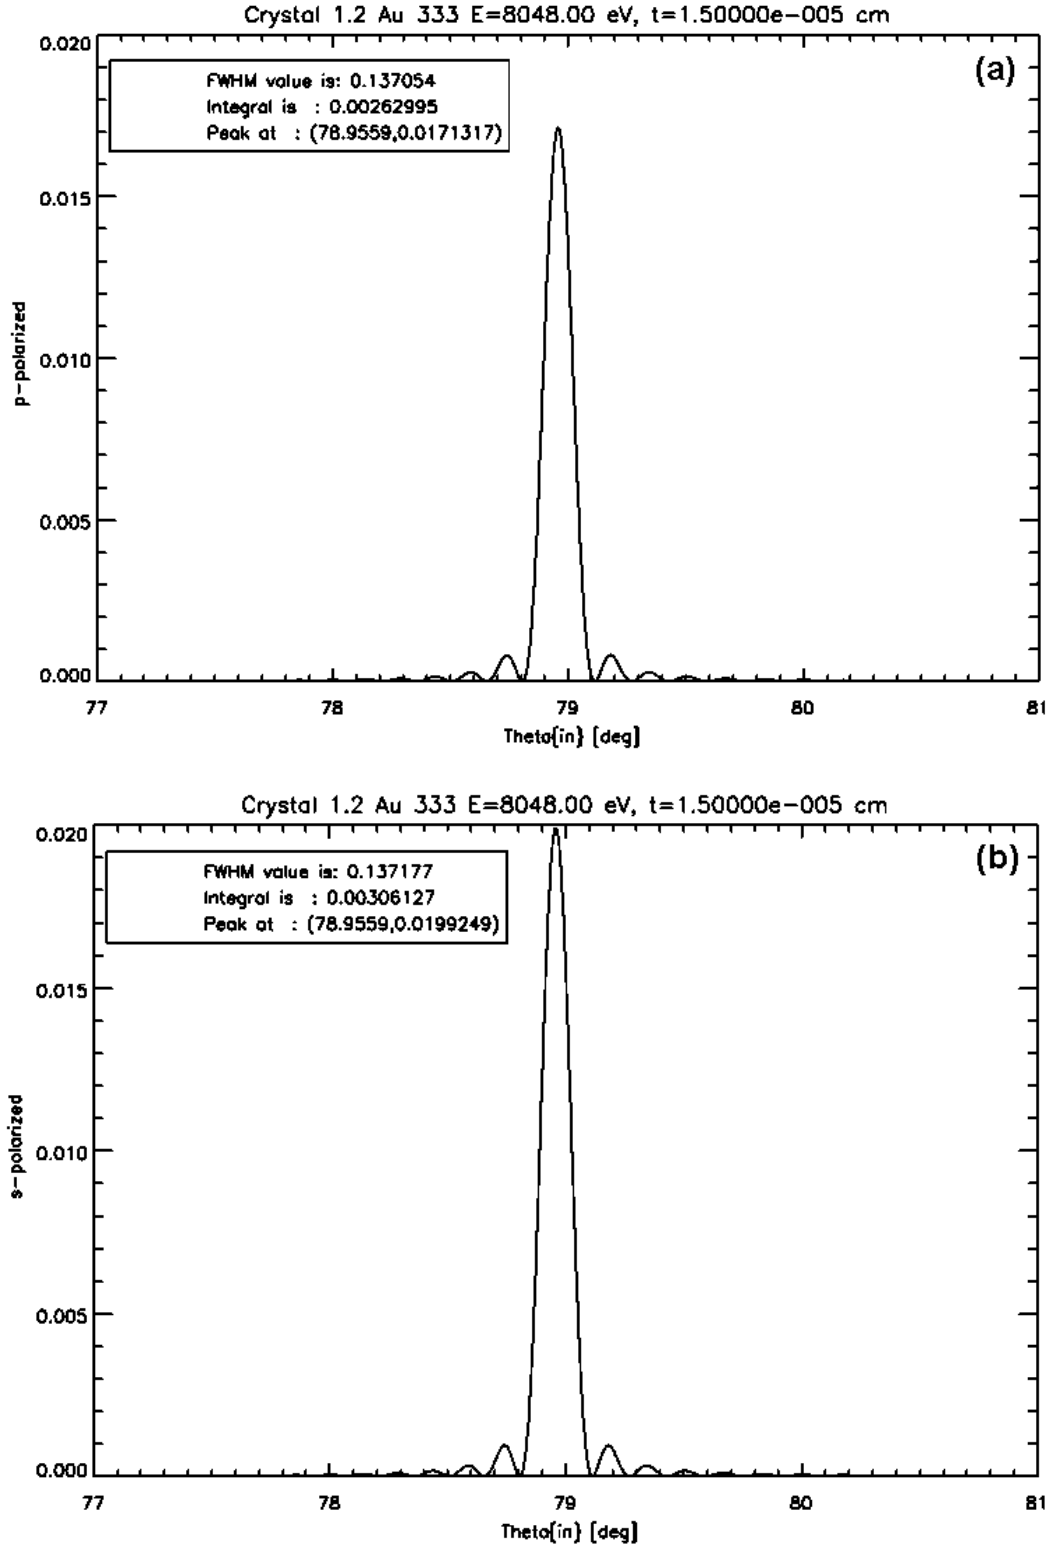 Crystal 1.2 Au 333 E=8048.00 eV, t=1.50000e-005 cm
(a)
FWHM value is: 0.137054
Integral is : 0.00262995
Peak at : (78.9559,0.0171317)
p-polarized
0.020
0.015
0.010
0.005
0.000
77 78 79 80 81
Theta{in} [deg]
Crystal 1.2 Au 333 E=8048.00 eV, t=1.50000e-005 cm
(b)
FWHM value is: 0.137177
Integral is : 0.00306127
Peak at : (78.9559,0.0199249)
s-polarized
0.020
0.015
0.010
0.005
0.000
77 78 79 80 81
Theta{in} [deg]